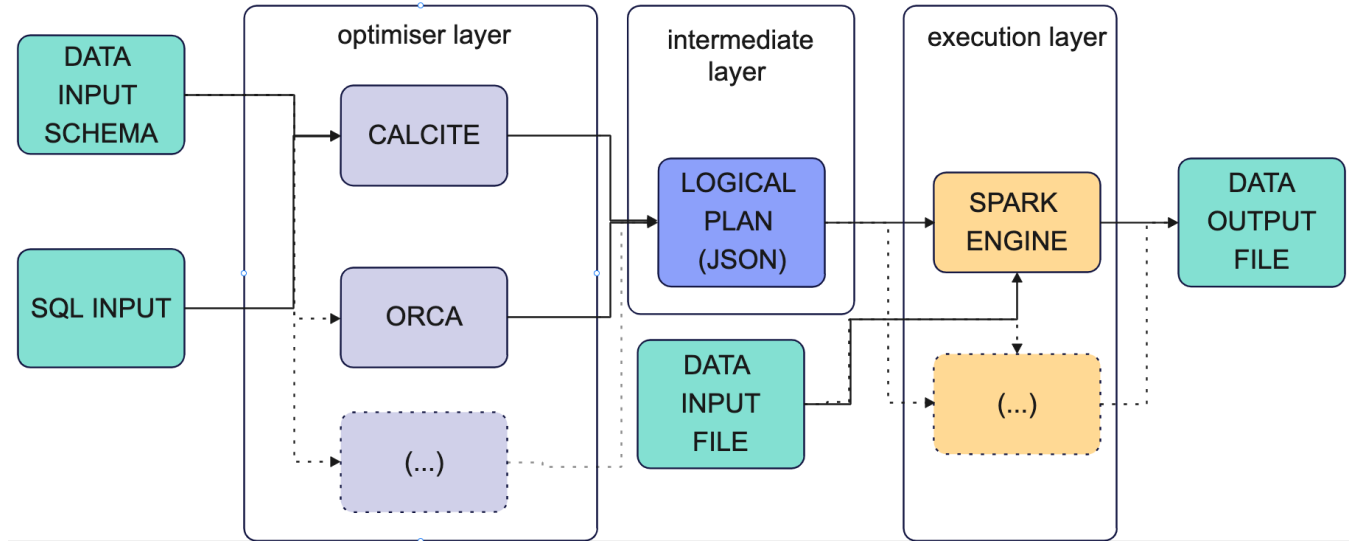 DATA
INPUT
SCHEMA
SQL INPUT
optimiser layer
CALCITE
ORCA
(...)
intermediate
layer
LOGICAL
PLAN
(JSON)
DATA
INPUT
FILE
execution layer
SPARK
ENGINE
(...)
DATA
OUTPUT
FILE